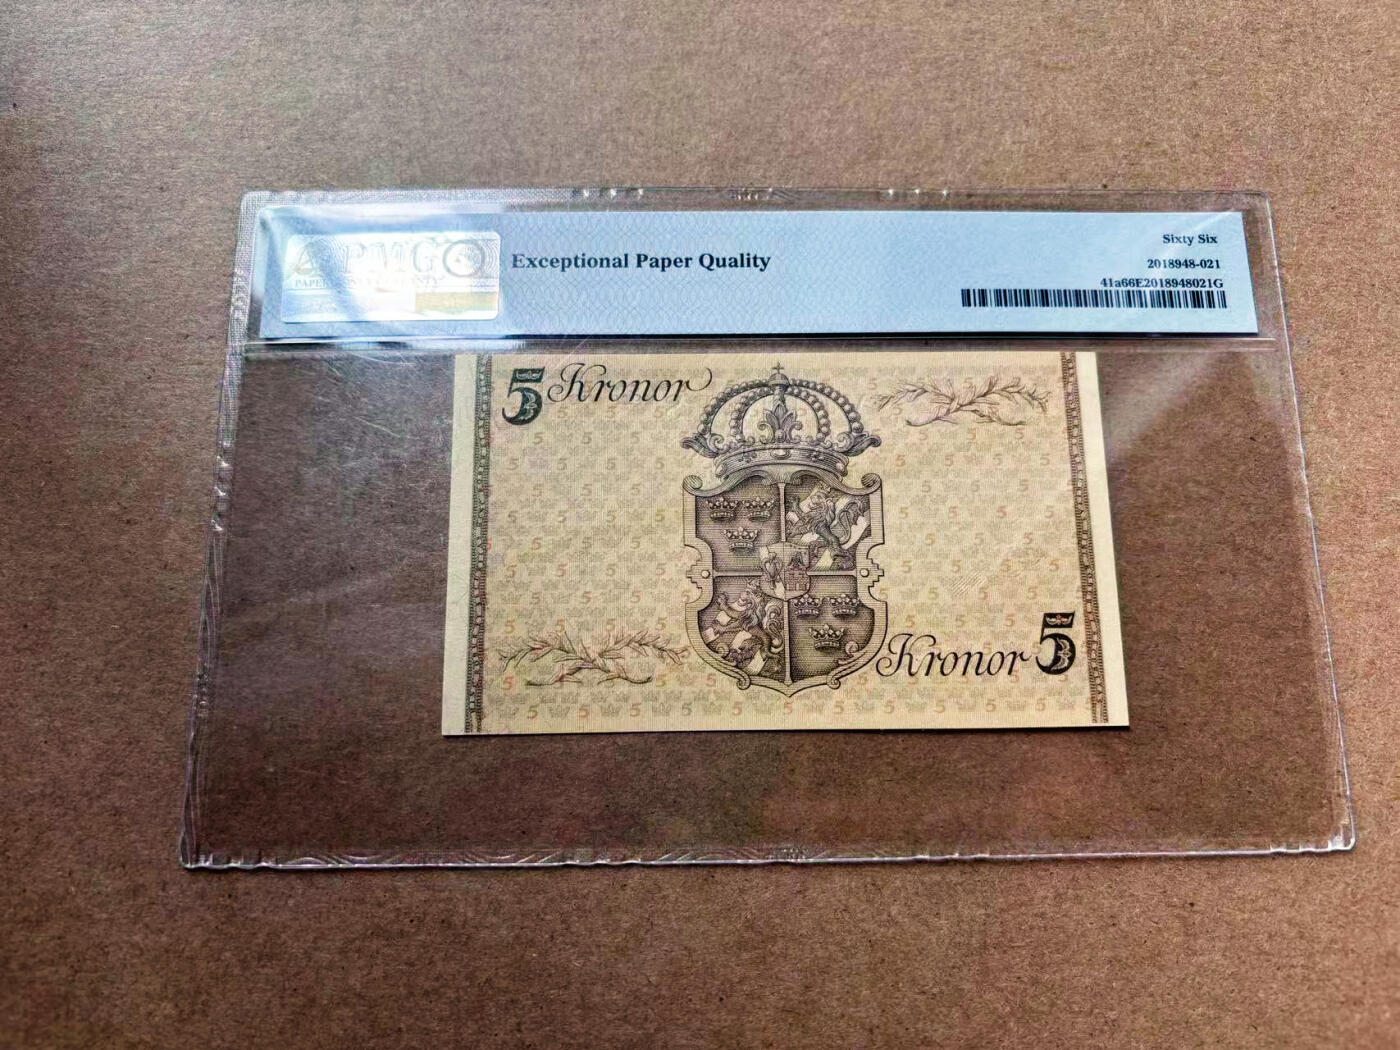 PMG
Exceptional Paper Quality
Sixty Six
2018948-021
41a66E2018948021G
5 Kronor
Kronor 5